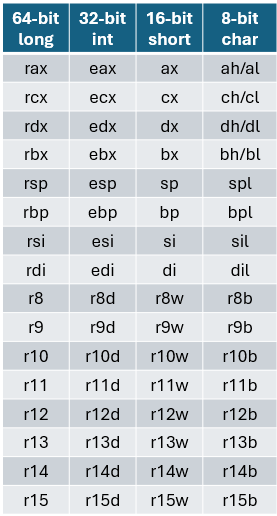 64-bit long 32-bit int 16-bit short 8-bit char
rax eax ax ah/al
rcx ecx cx ch/cl
rdx edx dx dh/dl
rbx ebx bx bh/bl
rsp esp sp spl
rbp ebp bp bpl
rsi esi si sil
rdi edi di dil
r8 r8d r8w r8b
r9 r9d r9w r9b
r10 r10d r10w r10b
r11 r11d r11w r11b
r12 r12d r12w r12b
r13 r13d r13w r13b
r14 r14d r14w r14b
r15 r15d r15w r15b